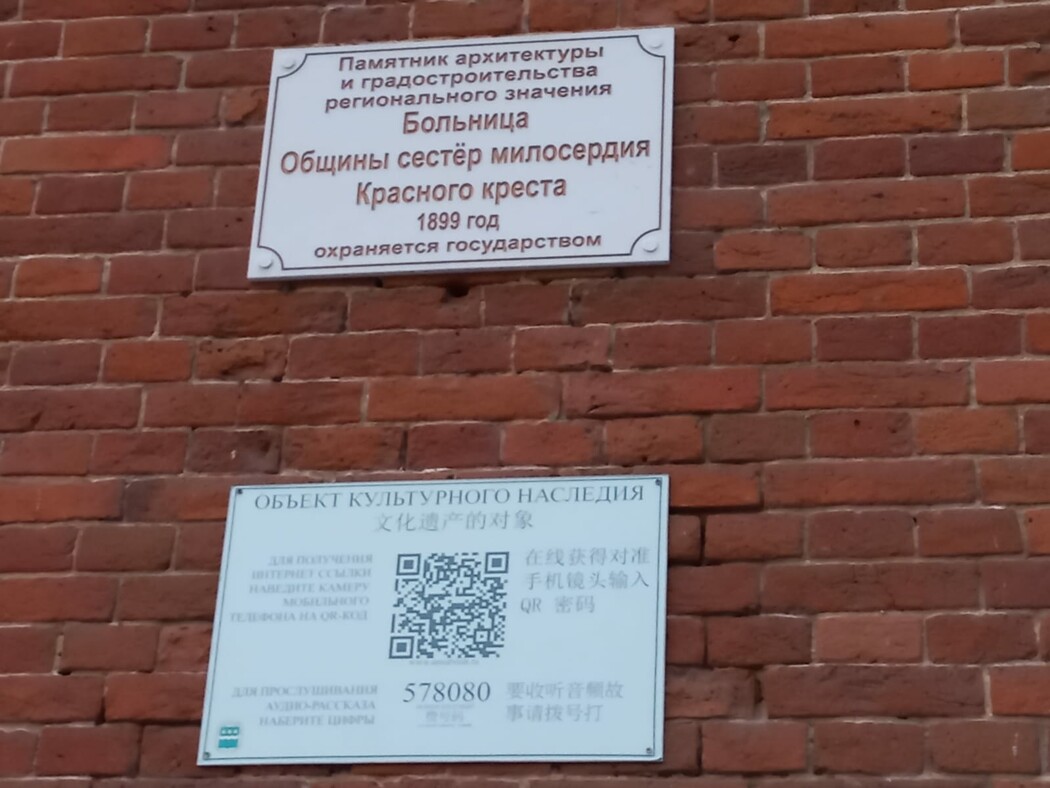 Памятник архитектуры
и градостроительства
регионального значения
Больница
Общины сестёр милосердия
Красного креста
1899 год
охраняется государством
ОБЪЕКТ КУЛЬТУРНОГО НАСЛЕДИЯ
文化遗产的对象
ДЛЯ ПОЛУЧЕНИЯ
ИНТЕРНЕТ ССЫЛКИ
НАВЕДИТЕ КАМЕРУ
МОБИЛЬНОГО
ТЕЛЕФОНА НА QR-КОД
在线获得对准
手机镜头输入
QR 密码
ДЛЯ ПРОСЛУШИВАНИЯ
АУДИО-РАССКАЗА
НАБЕРИТЕ ЦИФРЫ
578080
要收听音频故
事请拨号打